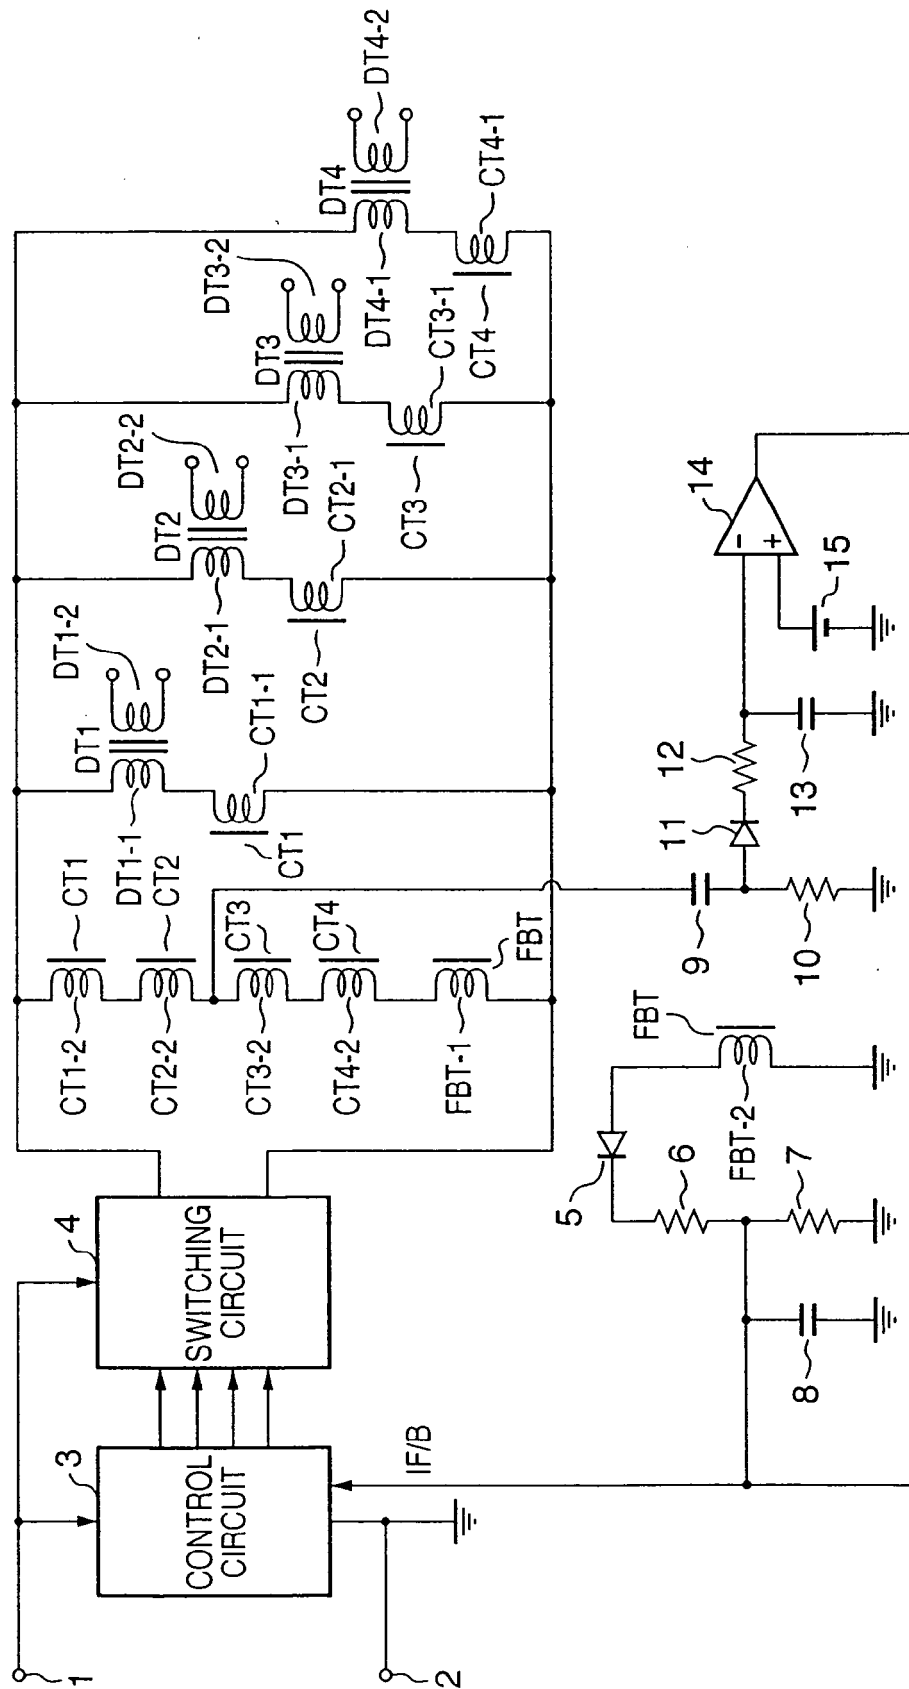 1
2
3
CONTROL
CIRCUIT
4
SWITCHING
CIRCUIT
IF/B
CT1-2
CT2-2
CT3-2
CT4-2
FBT-1
CT1
CT2
CT3
CT4
FBT
DT1-1
DT1
DT1-2
CT1
CT1-1
DT2-1
DT2
DT2-2
CT2
CT2-1
DT3-1
DT3
DT3-2
CT3
CT3-1
DT4-1
DT4
DT4-2
CT4
CT4-1
5
6
7
8
FBT
FBT-2
9
10
11
12
13
14
-
+
15